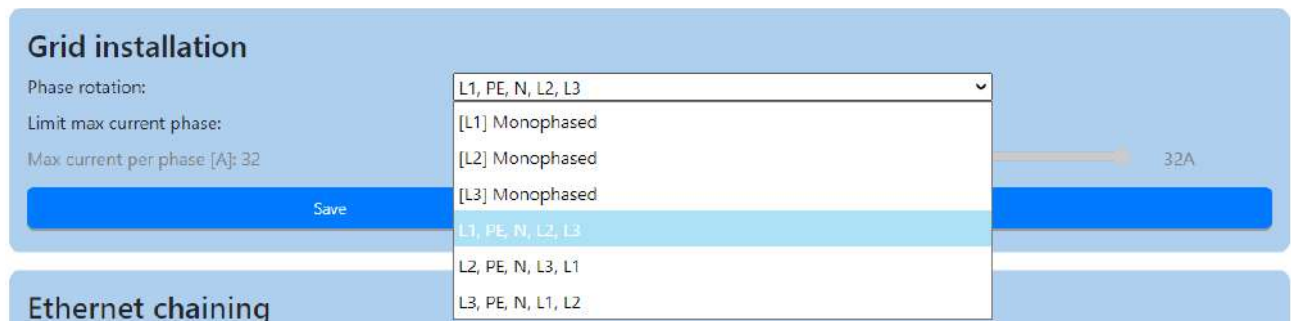 Grid installation
Phase rotation:
L1, PE, N, L2, L3
Limit max current phase:
[L1] Monophased
Max current per phase [A]: 32
[L2] Monophased
32A
[L3] Monophased
Save
L1, PE, N, L2, L3
L2, PE, N, L3, L1
L3, PE, N, L1, L2
Ethernet chaining